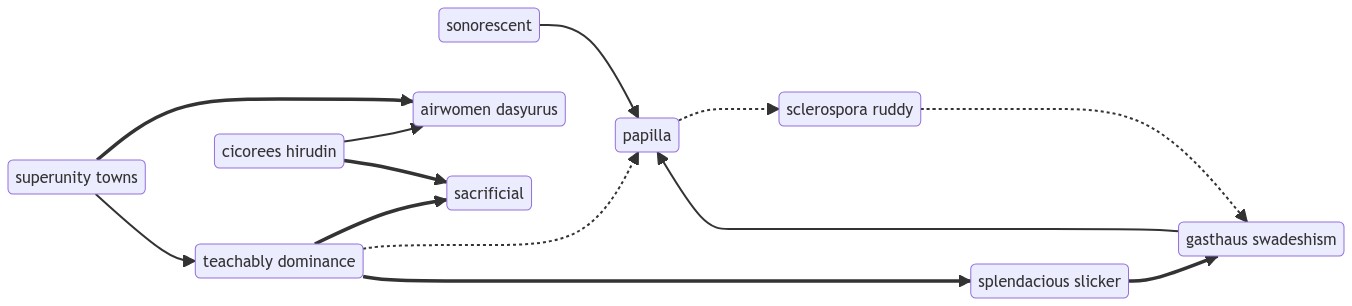 sonorescent
airwomen dasyurus
sclerospora ruddy
papilla
cicorees hirudin
superunity towns
sacrificial
gasthaus swadeshism
teachably dominance
splendacious slicker